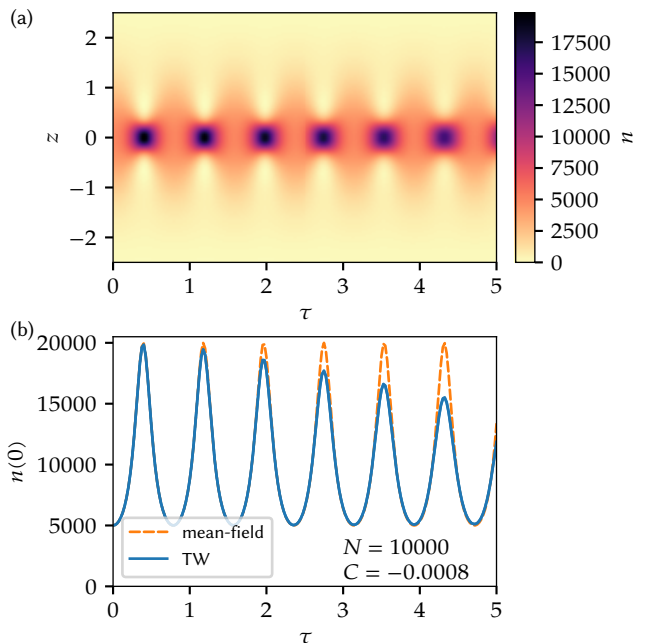 (a)
2
1
0
−1
−2
z
0 1 2 3 4 5
τ
17500
15000
12500
10000
7500
5000
2500
0
n
(b)
20000
15000
10000
5000
0
n(0)
mean-field
TW
N = 10000
C = −0.0008
0 1 2 3 4 5
τ